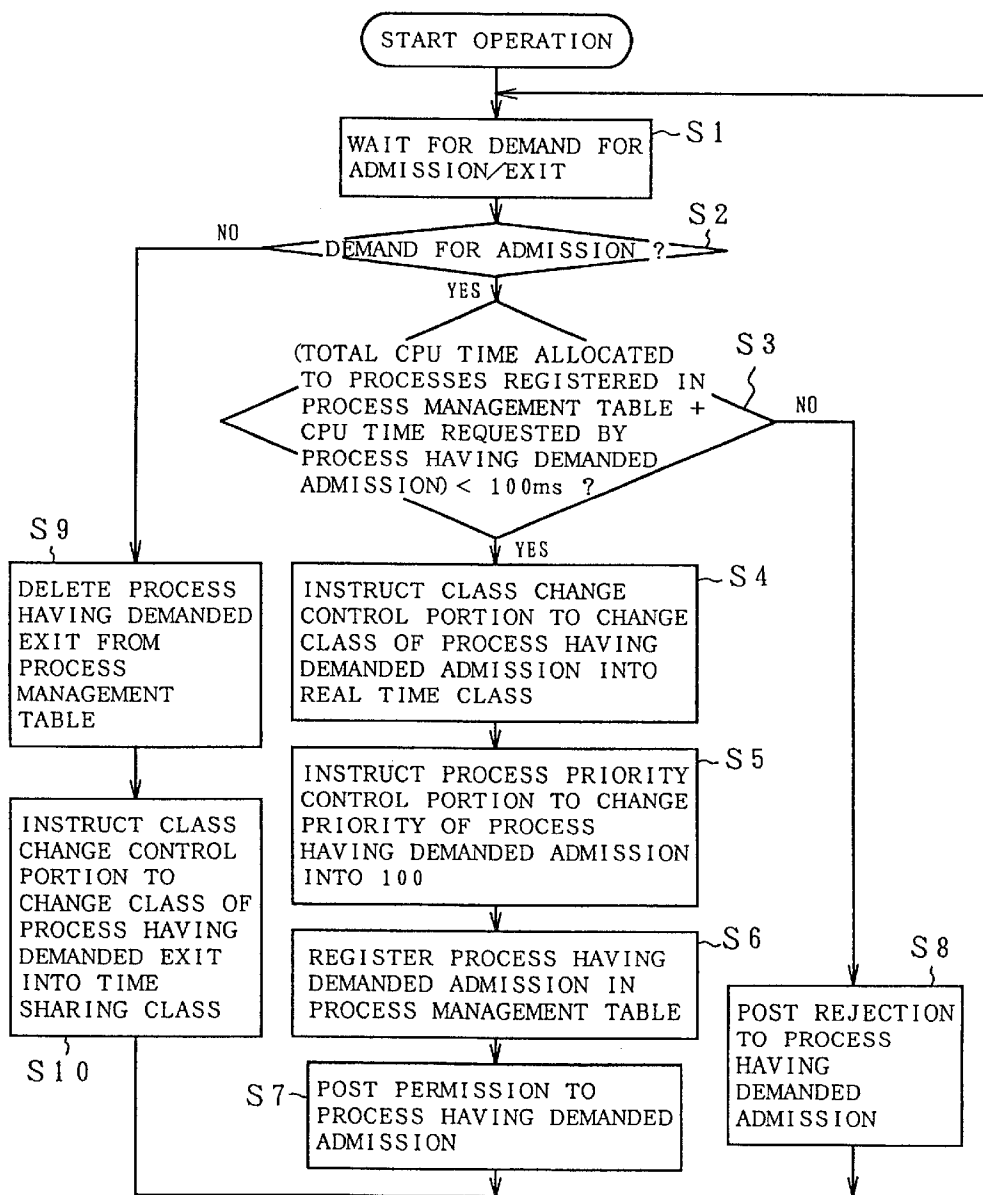 START OPERATION
S1
WAIT FOR DEMAND FOR
ADMISSION/EXIT
S2
NO
DEMAND FOR ADMISSION ?
YES
S3
(TOTAL CPU TIME ALLOCATED
TO PROCESSES REGISTERED IN
PROCESS MANAGEMENT TABLE +
CPU TIME REQUESTED BY
PROCESS HAVING DEMANDED
ADMISSION) < 100ms ?
NO
YES
S9
DELETE PROCESS
HAVING DEMANDED
EXIT FROM
PROCESS
MANAGEMENT
TABLE
S4
INSTRUCT CLASS CHANGE
CONTROL PORTION TO CHANGE
CLASS OF PROCESS HAVING
DEMANDED ADMISSION INTO
REAL TIME CLASS
S5
INSTRUCT PROCESS PRIORITY
CONTROL PORTION TO CHANGE
PRIORITY OF PROCESS
HAVING DEMANDED ADMISSION
INTO 100
INSTRUCT CLASS
CHANGE CONTROL
PORTION TO
CHANGE CLASS OF
PROCESS HAVING
DEMANDED EXIT
INTO TIME
SHARING CLASS
S10
S6
REGISTER PROCESS HAVING
DEMANDED ADMISSION IN
PROCESS MANAGEMENT TABLE
S7
POST PERMISSION TO
PROCESS HAVING DEMANDED
ADMISSION
S8
POST REJECTION
TO PROCESS
HAVING
DEMANDED
ADMISSION